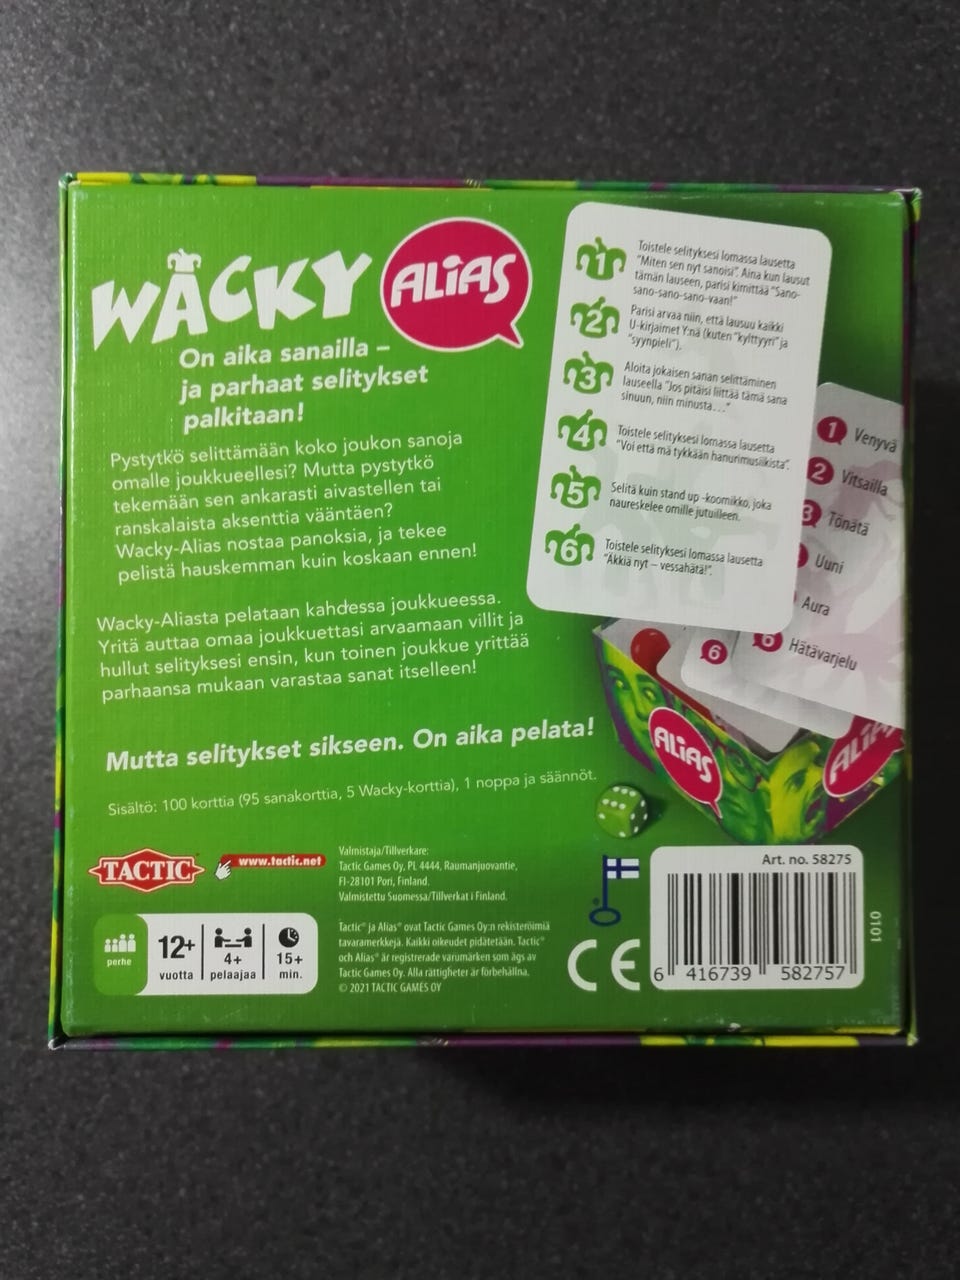 WACKY ALiAS
On aika sanailla –
ja parhaat selitykset
palkitaan!
Pystytkö selittämään koko joukon sanoja
omalle joukkueellesi? Mutta pystytkö
tekemään sen ankarasti aivastellen tai
ranskalaista aksenttia vääntäen?
Wacky-Alias nostaa panoksia, ja tekee
pelistä hauskemman kuin koskaan ennen!
Wacky-Aliasta pelataan kahdessa joukkueessa.
Yritä auttaa omaa joukkuettasi arvaamaan villit ja
hullut selityksesi ensin, kun toinen joukkue yrittää
parhaansa mukaan varastaa sanat itselleen!
Mutta selitykset sikseen. On aika pelata!
Sisältö: 100 korttia (95 sanakorttia, 5 Wacky-korttia), 1 noppa ja säännöt.
1 Toistele selityksesi lomassa lausetta
"Miten sen nyt sanoisi". Aina kun lausut
tämän lauseen, parisi kimittää "Sano-
sano-sano-sano-vaan!"
2 Parisi arvaa niin, että lausuu kaikki
U-kirjaimet Y:nä (kuten "kylttyyri" ja
"syynpieli").
3 Aloita jokaisen sanan selittäminen
lauseella "Jos pitäisi liittää tämä sana
sinuun, niin minusta..."
4 Toistele selityksesi lomassa lausetta
"Voi että mä tykkään hanurimusiikista".
5 Selitä kuin stand up -koomikko, joka
naureskelee omille jutuilleen.
6 Toistele selityksesi lomassa lausetta
"Äkkiä nyt – vessahätä!".
1 Venyvä
2 Vitsailla
3 Tönätä
Uuni
Aura
6 Hätävarjelu
6
ALiAS
ALiAS
TACTIC
www.tactic.net
Valmistaja/Tillverkare:
Tactic Games Oy, PL 4444, Raumanjuovantie,
FI-28101 Pori, Finland.
Valmistettu Suomessa/Tillverkat i Finland.
Tactic® ja Alias® ovat Tactic Games Oy:n rekisteröimiä
tavaramerkkejä. Kaikki oikeudet pidätetään. Tactic®
och Alias® är registrerade varumärken som ägs av
Tactic Games Oy. Alla rättigheter är förbehållna.
© 2021 TACTIC GAMES OY
perhe
12+
vuotta
4+
pelaajaa
15+
min.
CE
Art. no. 58275
6 416739 582757
0101